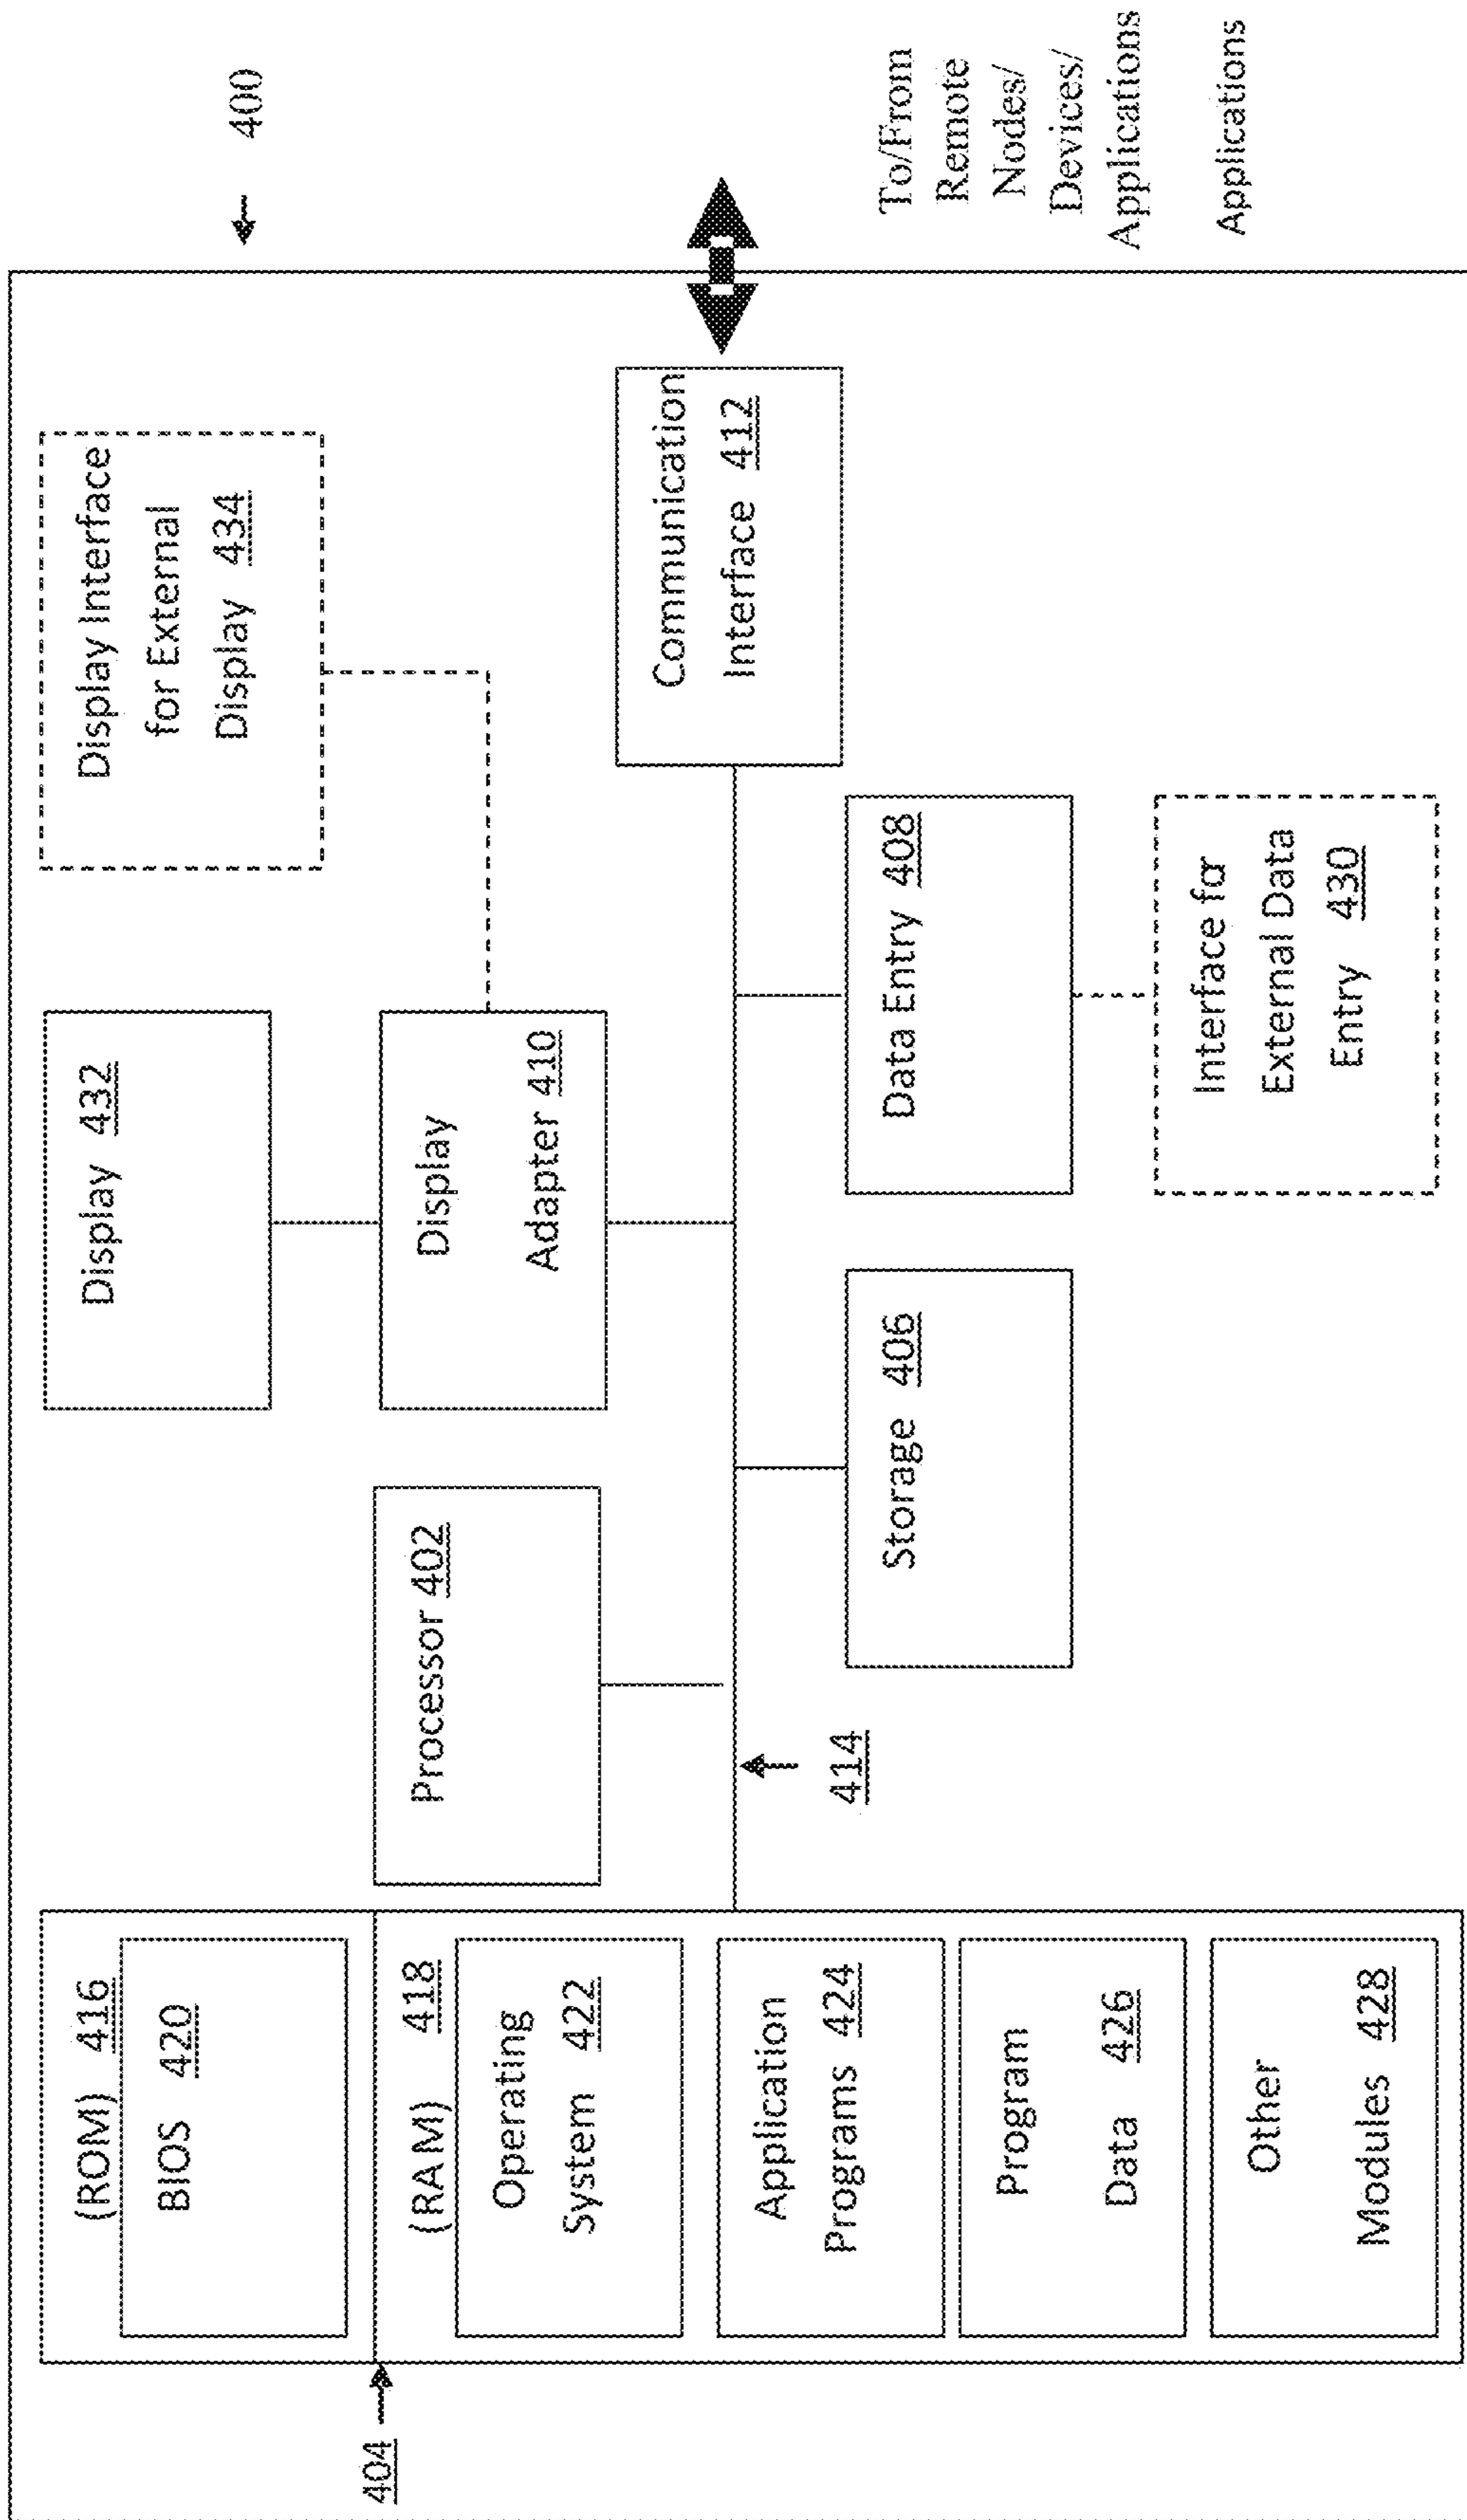 400
(ROM) 416
BIOS 420
404
(RAM) 418
Operating
System 422
Application
Programs 424
Program
Data 426
Other
Modules 428
Processor 402
414
Display 432
Display
Adapter 410
Storage 406
Display Interface
for External
Display 434
Data Entry 408
Interface for
External Data
Entry 430
Communication
Interface 412
To/From
Remote
Nodes/
Devices/
Applications
Applications